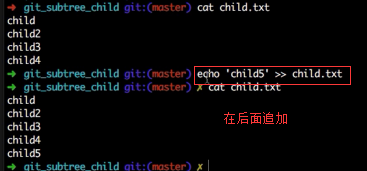 ➜ git_subtree_child git:(master) cat child.txt
child
child2
child3
child4
➜ git_subtree_child git:(master) echo 'child5' >> child.txt
➜ git_subtree_child git:(master) ✗ cat child.txt
child
child2
child3
child4
child5
在后面追加
➜ git_subtree_child git:(master) ✗